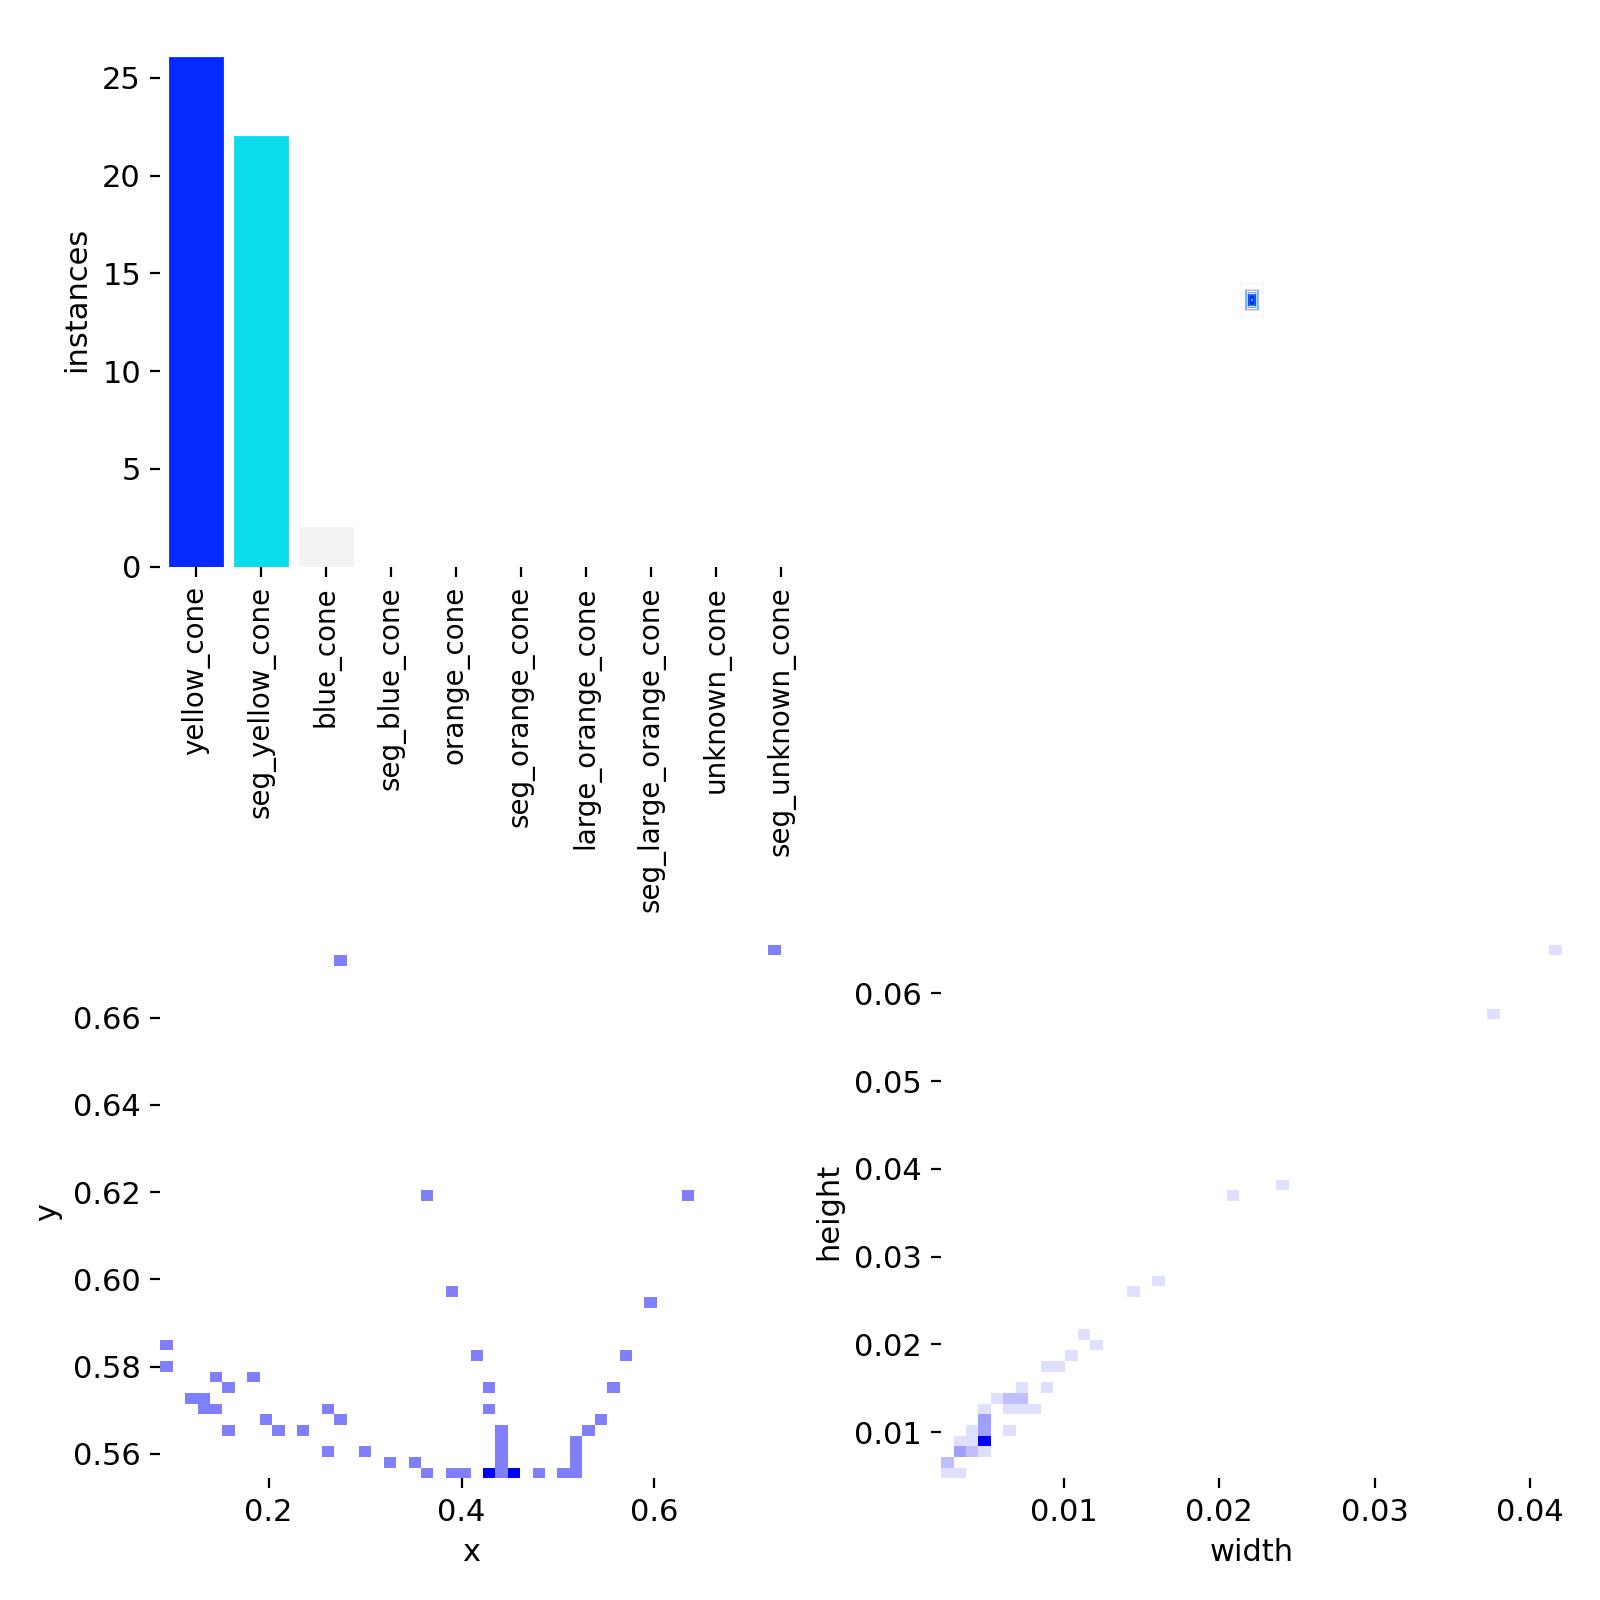 25
20
15
10
5
0
instances
yellow_cone
seg_yellow_cone
blue_cone
seg_blue_cone
orange_cone
seg_orange_cone
large_orange_cone
seg_large_orange_cone
unknown_cone
seg_unknown_cone
0.66
0.64
0.62
0.60
0.58
0.56
y
0.2 0.4 0.6
x
0.06
0.05
0.04
0.03
0.02
0.01
height
0.01 0.02 0.03 0.04
width